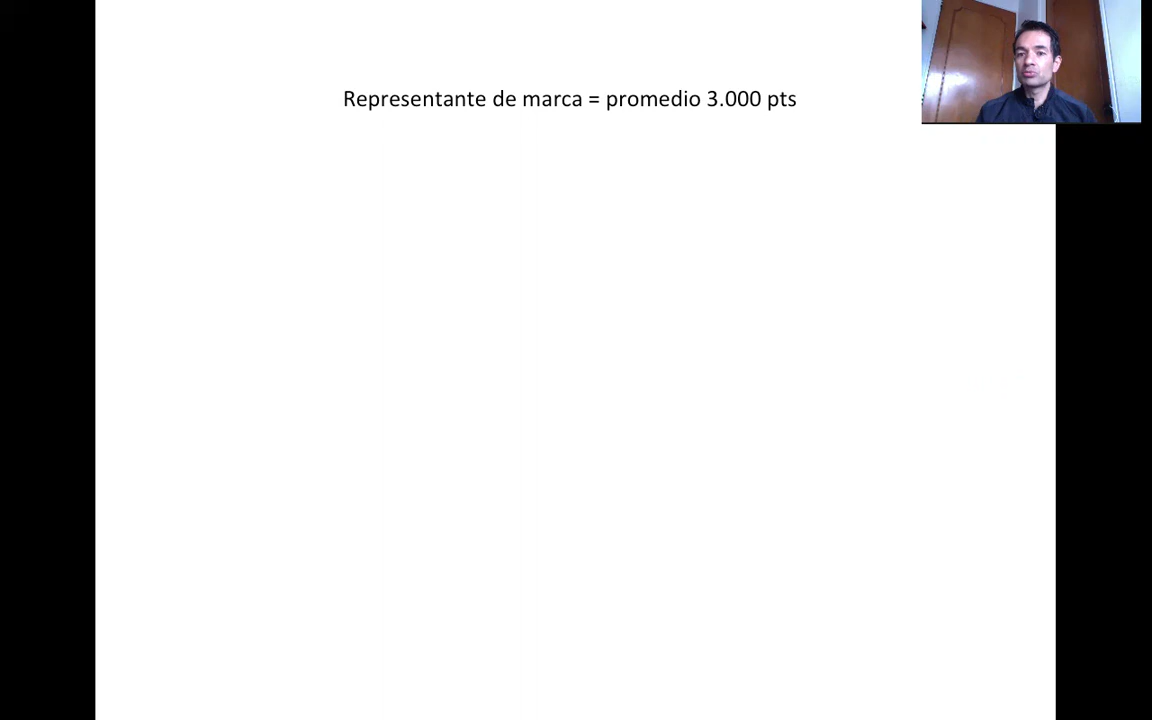 Representante de marca = promedio 3.000 pts